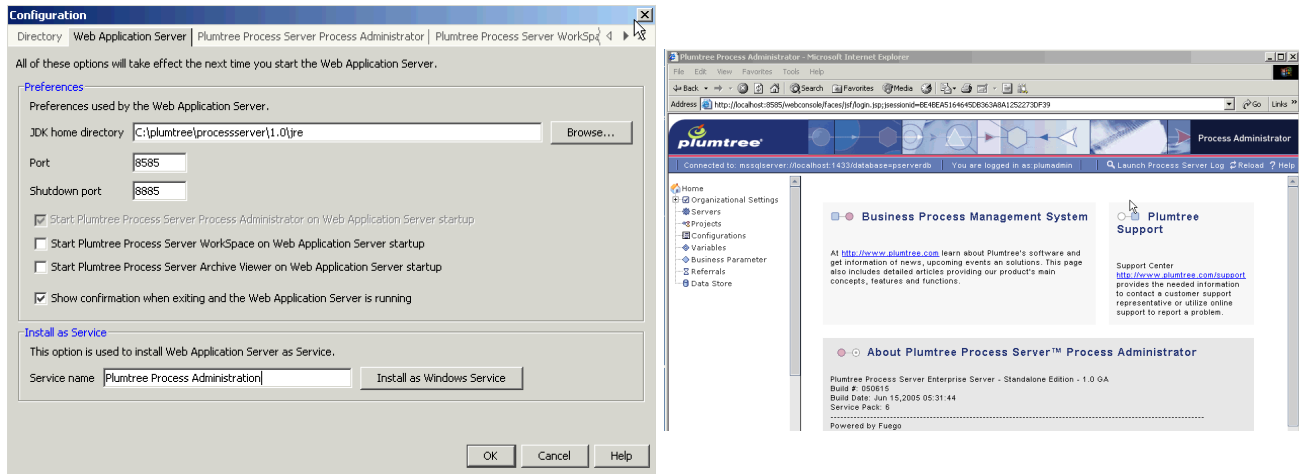 Configuration
Directory Web Application Server Plumtree Process Server Process Administrator Plumtree Process Server WorkSpa
All of these options will take effect the next time you start the Web Application Server.
Preferences
Preferences used by the Web Application Server.
JDK home directory C:\plumtree\processserver\1.0\jre Browse...
Port 8585
Shutdown port 8885
Start Plumtree Process Server Process Administrator on Web Application Server startup
Start Plumtree Process Server WorkSpace on Web Application Server startup
Start Plumtree Process Server Archive Viewer on Web Application Server startup
Show confirmation when exiting and the Web Application Server is running
Install as Service
This option is used to install Web Application Server as Service.
Service name Plumtree Process Administration Install as Windows Service
OK Cancel Help
Plumtree Process Administrator - Microsoft Internet Explorer
File Edit View Favorites Tools Help
Back Search Favorites Media
Address http://localhost:8585/webconsole/faces/jsf/login.jsp;jsessionid=BE4BEA5164645DB363A8A1252273DF39 Go Links »
plumtree Process Administrator
Connected to: mssqlserver://localhost:1433/database=pserverdb You are logged in as:plumadmin Launch Process Server Log Reload ? Help
Home
Organizational Settings
Servers
Projects
Configurations
Variables
Business Parameter
Referrals
Data Store
Business Process Management System
At http://www.plumtree.com learn about Plumtree's software and
get information of news, upcoming events an solutions. This page
also includes detailed articles providing our product's main
concepts, features and functions.
Plumtree
Support
Support Center
http://www.plumtree.com/support
provides the needed information
to contact a customer support
representative or utilize online
support to report a problem.
About Plumtree Process Server™ Process Administrator
Plumtree Process Server Enterprise Server - Standalone Edition - 1.0 GA
Build #: 050615
Build Date: Jun 15,2005 05:31:44
Service Pack: 6
Powered by Fuego